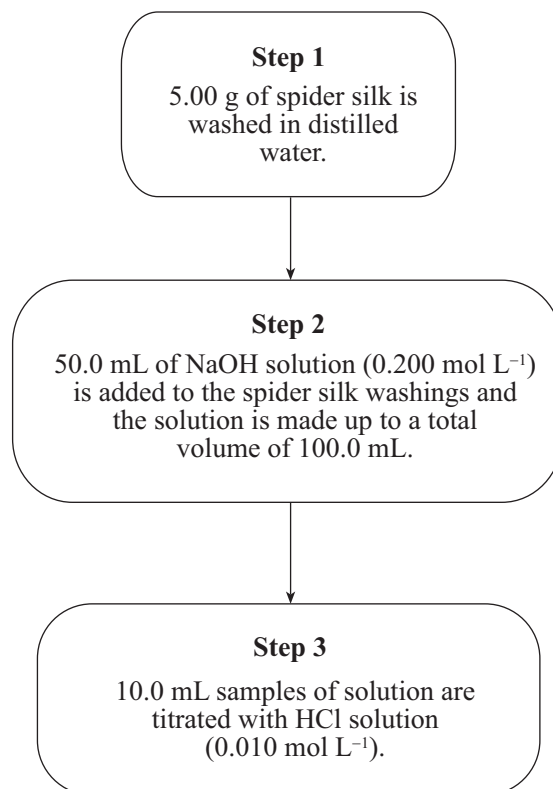 Step 1
5.00 g of spider silk is
washed in distilled
water.
Step 2
50.0 mL of NaOH solution (0.200 mol L⁻¹)
is added to the spider silk washings and
the solution is made up to a total
volume of 100.0 mL.
Step 3
10.0 mL samples of solution are
titrated with HCl solution
(0.010 mol L⁻¹).